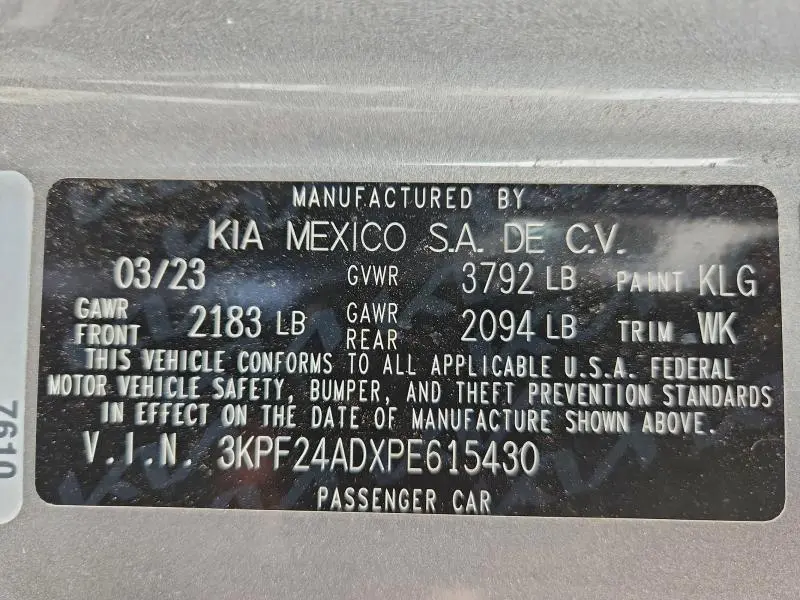 MANUFACTURED BY
KIA MEXICO S.A. DE C.V.
03/23 GVWR 3792 LB PAINT KLG
GAWR FRONT 2183 LB GAWR REAR 2094 LB TRIM WK
THIS VEHICLE CONFORMS TO ALL APPLICABLE U.S.A. FEDERAL
MOTOR VEHICLE SAFETY, BUMPER, AND THEFT PREVENTION STANDARDS
IN EFFECT ON THE DATE OF MANUFACTURE SHOWN ABOVE.
V.I.N. 3KPF24ADXPE615430
PASSENGER CAR
7610